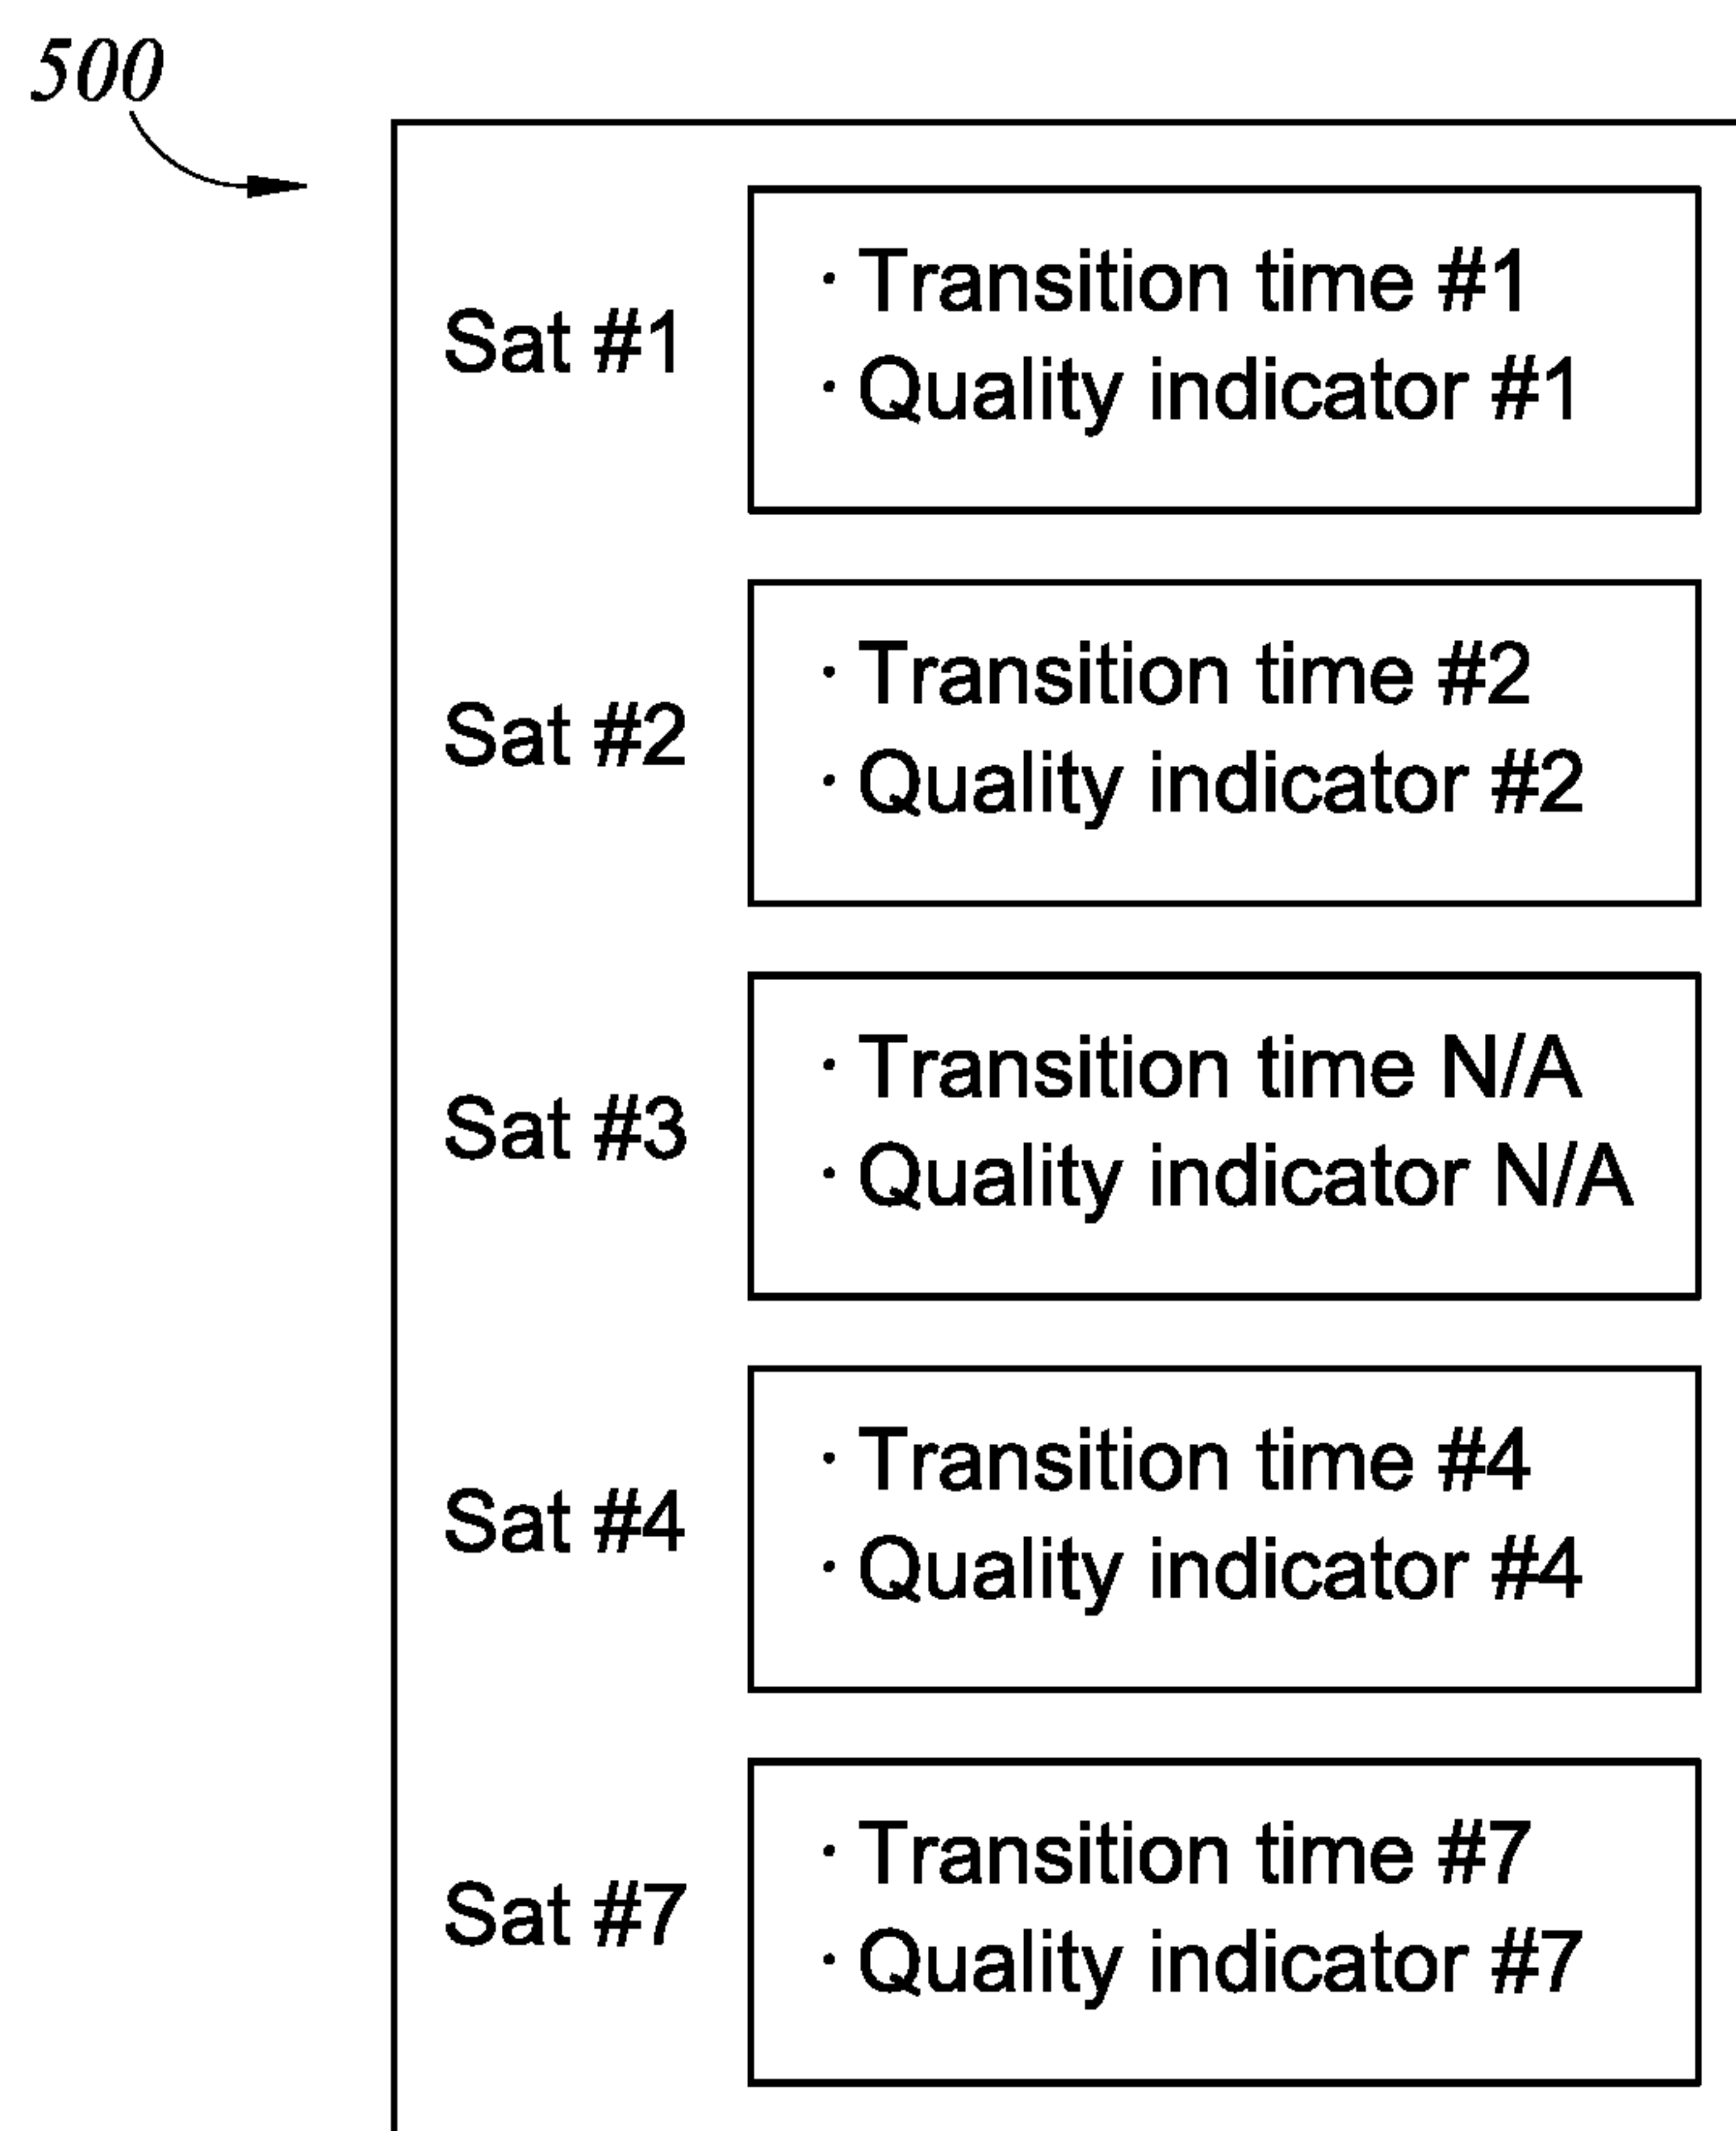 500
Sat #1
· Transition time #1
· Quality indicator #1
Sat #2
· Transition time #2
· Quality indicator #2
Sat #3
· Transition time N/A
· Quality indicator N/A
Sat #4
· Transition time #4
· Quality indicator #4
Sat #7
· Transition time #7
· Quality indicator #7